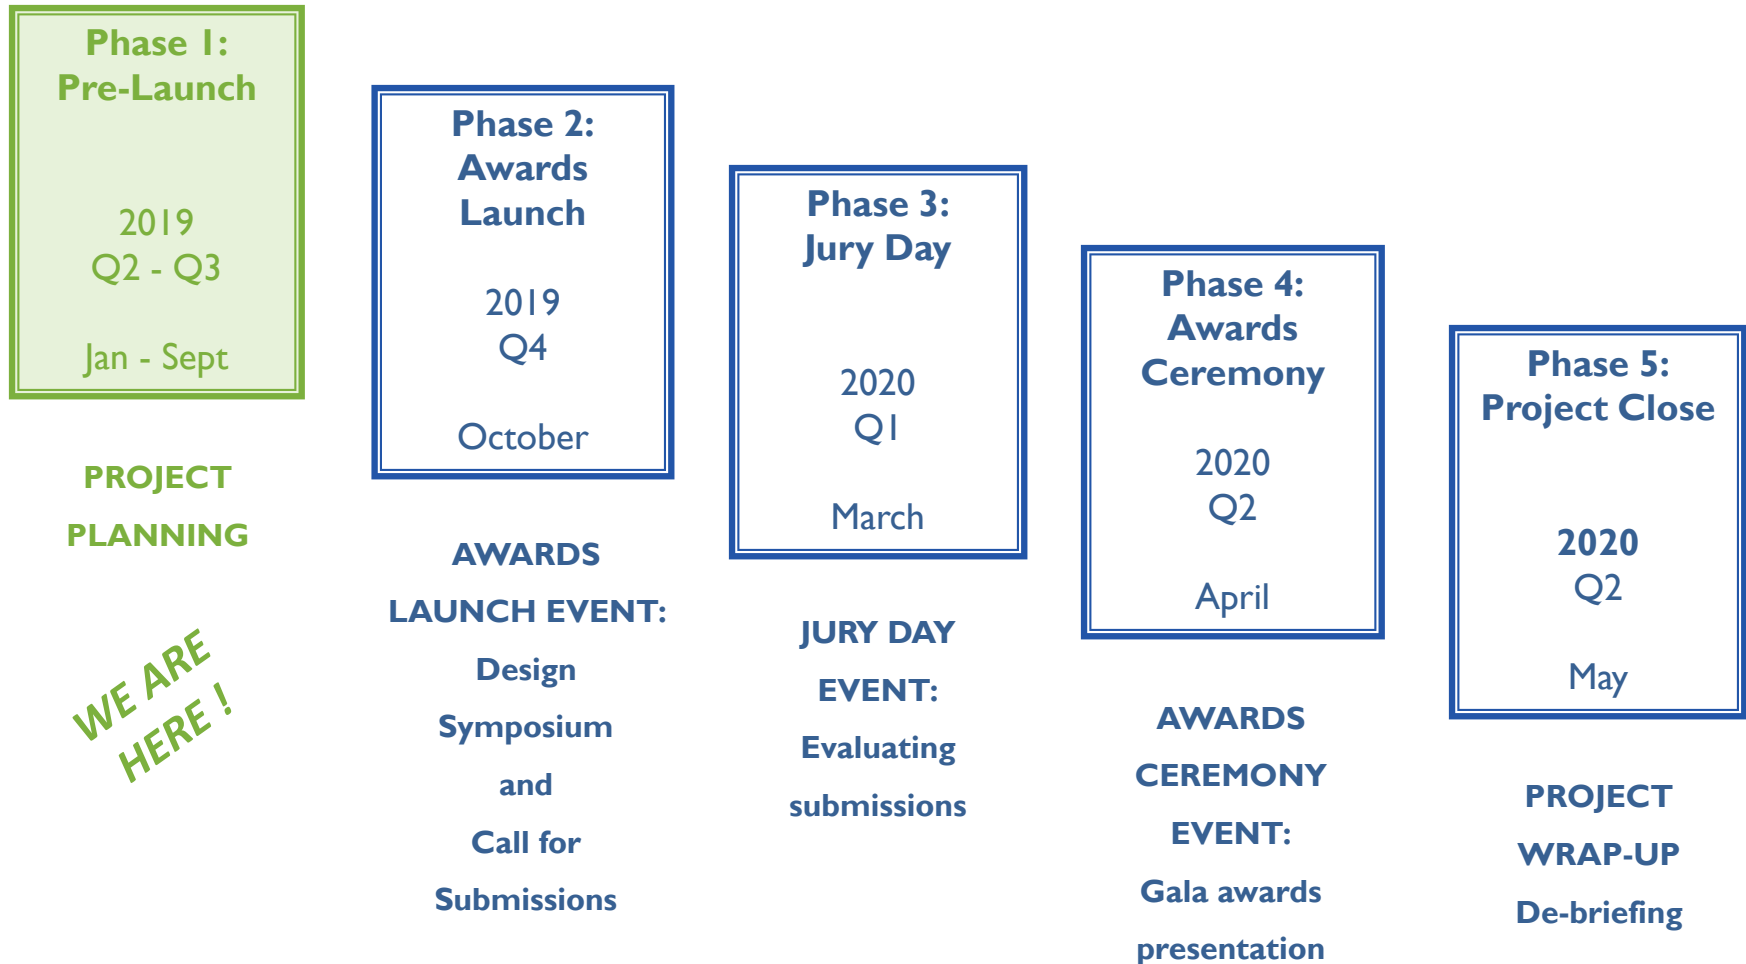 Phase 1:
Pre-Launch
2019
Q2 - Q3
Jan - Sept
PROJECT
PLANNING
WE ARE
HERE !
Phase 2:
Awards
Launch
2019
Q4
October
AWARDS
LAUNCH EVENT:
Design
Symposium
and
Call for
Submissions
Phase 3:
Jury Day
2020
Q1
March
JURY DAY
EVENT:
Evaluating
submissions
Phase 4:
Awards
Ceremony
2020
Q2
April
AWARDS
CEREMONY
EVENT:
Gala awards
presentation
Phase 5:
Project Close
2020
Q2
May
PROJECT
WRAP-UP
De-briefing